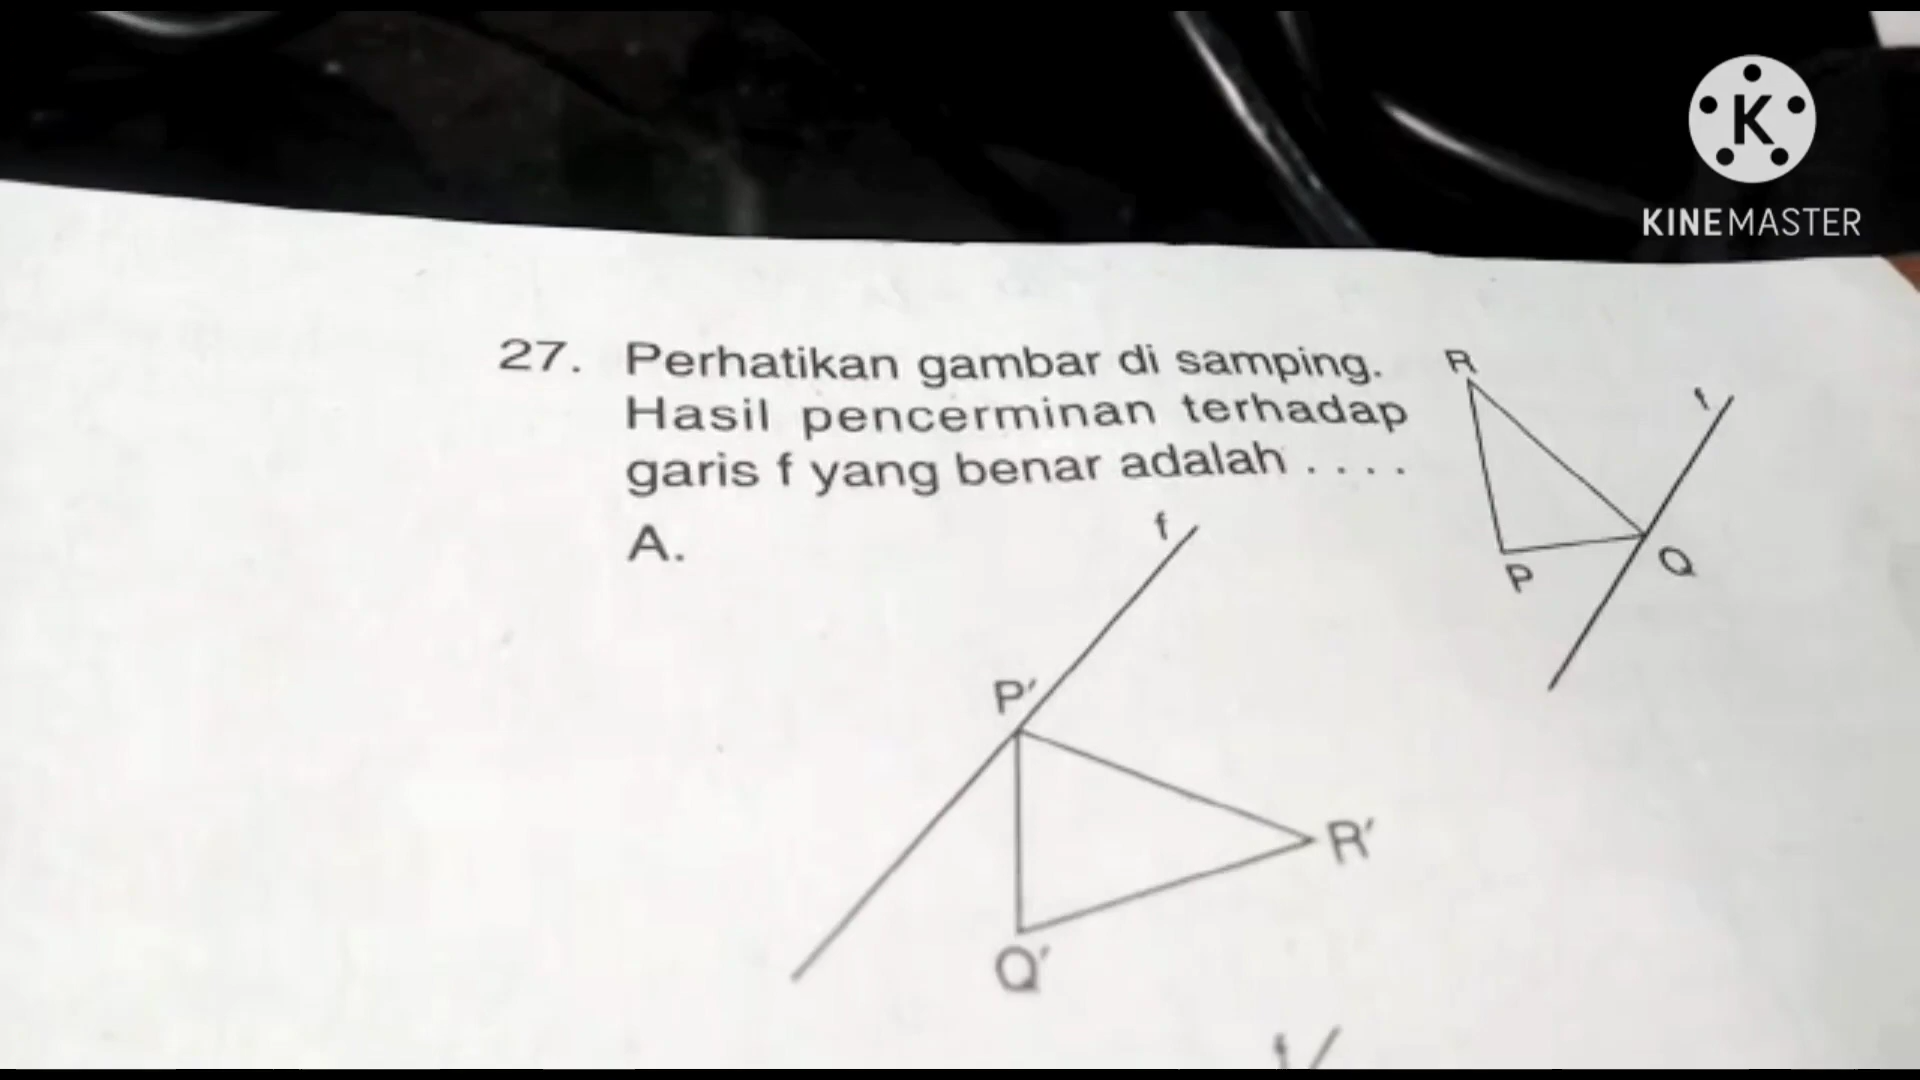 K
KINEMASTER
27. Perhatikan gambar di samping.
Hasil pencerminan terhadap
garis f yang benar adalah . . . .
R
f
P
Q
A.
f
P′
R′
Q′
f